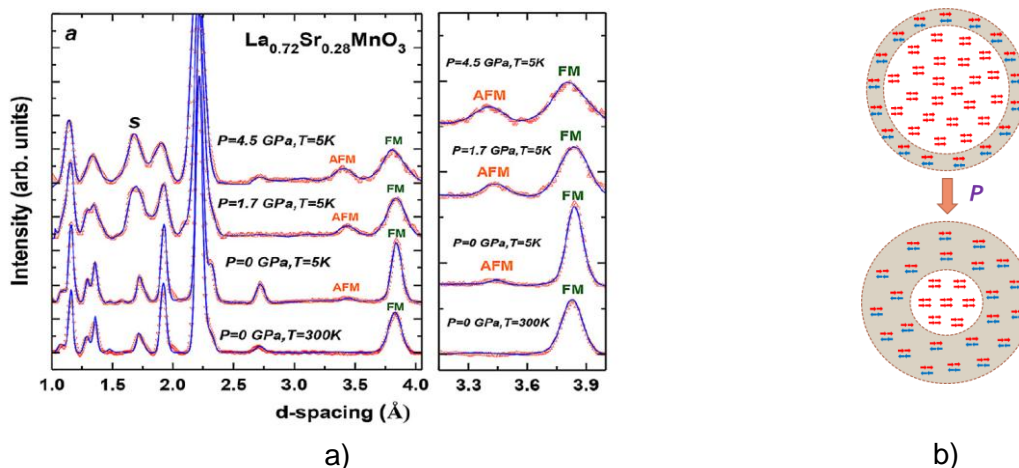 a
La0.72Sr0.28MnO3
Intensity (arb. units)
s
P=4.5 GPa,T=5K
AFM
FM
P=1.7 GPa,T=5K
AFM
FM
P=0 GPa,T=5K
AFM
FM
P=0 GPa,T=300K
FM
1.0 1.5 2.0 2.5 3.0 3.5 4.0
d-spacing (Å)
P=4.5 GPa,T=5K
FM
AFM
P=1.7 GPa,T=5K
FM
AFM
P=0 GPa,T=5K
FM
AFM
P=0 GPa,T=300K
FM
3.3 3.6 3.9
a)
P
b)